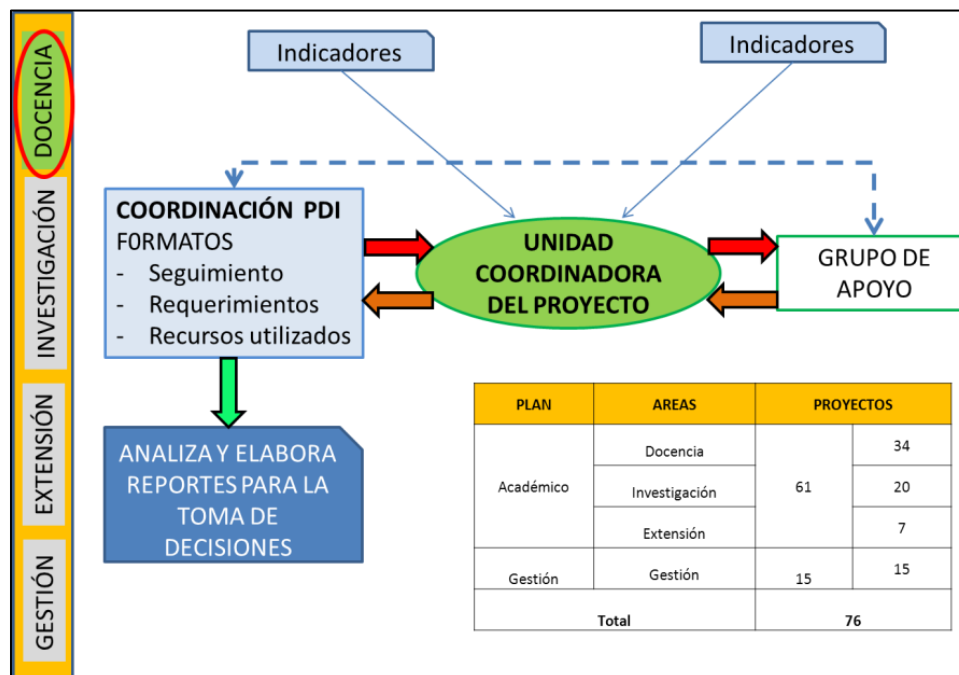 DOCENCIA
INVESTIGACIÓN
EXTENSIÓN
GESTIÓN
Indicadores
Indicadores
COORDINACIÓN PDI
F0RMATOS
- Seguimiento
- Requerimientos
- Recursos utilizados
UNIDAD
COORDINADORA
DEL PROYECTO
GRUPO DE
APOYO
ANALIZA Y ELABORA
REPORTES PARA LA
TOMA DE
DECISIONES
PLAN AREAS PROYECTOS
Académico Docencia 61 34
Investigación 20
Extensión 7
Gestión Gestión 15 15
Total 76